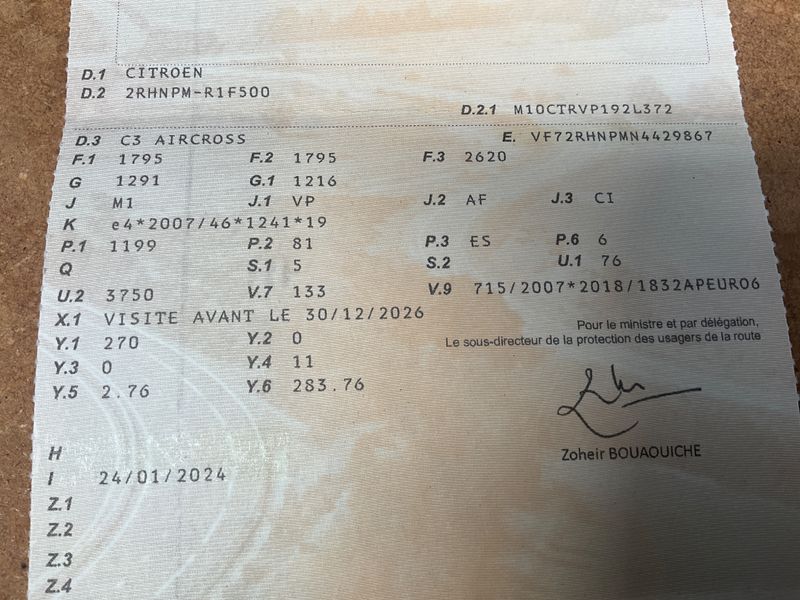 D.1 CITROEN
D.2 2RHNPM-R1F500
D.2.1 M10CTRVP192L372
D.3 C3 AIRCROSS E. VF72RHNPMN4429867
F.1 1795 F.2 1795 F.3 2620
G 1291 G.1 1216
J M1 J.1 VP J.2 AF J.3 CI
K e4*2007/46*1241*19
P.1 1199 P.2 81 P.3 ES P.6 6
Q S.1 5 S.2 U.1 76
U.2 3750 V.7 133 V.9 715/2007*2018/1832APEURO6
X.1 VISITE AVANT LE 30/12/2026
Y.1 270 Y.2 0
Y.3 0 Y.4 11
Y.5 2.76 Y.6 283.76
Pour le ministre et par délégation,
Le sous-directeur de la protection des usagers de la route
Zoheir BOUAOUICHE
H
I 24/01/2024
Z.1
Z.2
Z.3
Z.4